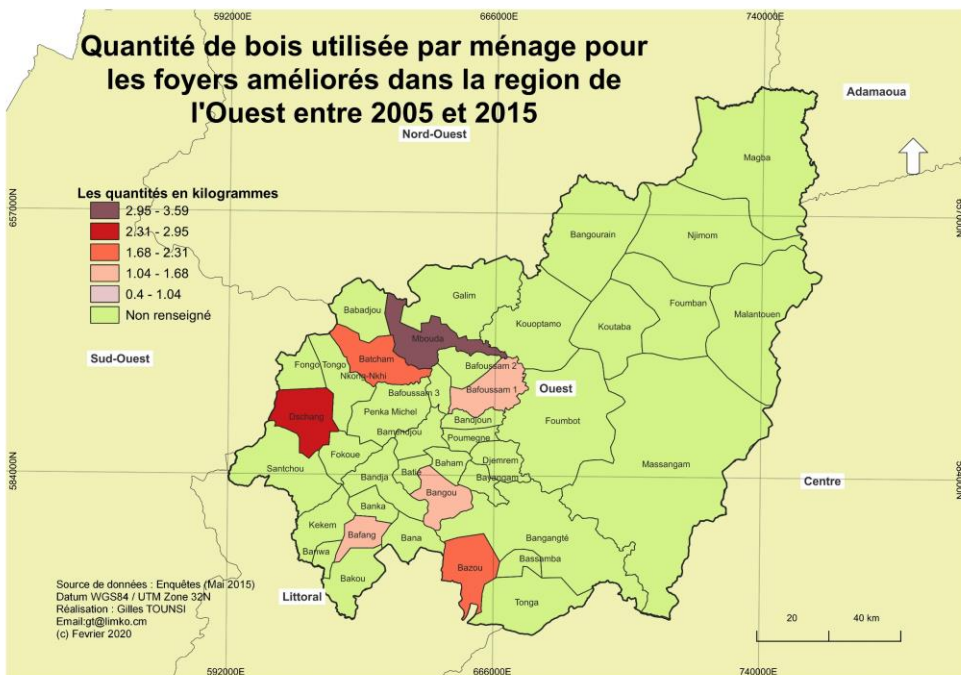 592000E
666000E
740000E
Quantité de bois utilisée par ménage pour
les foyers améliorés dans la region de
l'Ouest entre 2005 et 2015
Adamaoua
Nord-Ouest
Magba
Les quantités en kilogrammes
2.95 - 3.59
2.31 - 2.95
1.68 - 2.31
1.04 - 1.68
0.4 - 1.04
Non renseigné
657000N
657000N
Bangourain
Njimom
Babadjou
Galim
Kouoptamo
Foumban
Koutaba
Malantouen
Mbouda
Sud-Ouest
Fongo Tongo
Batcham
Nkong-Nkhi
Bafoussam 2
Bafoussam 1
Bafoussam 3
Ouest
Dschang
Penka Michel
Bamendjou
Bandjoun
Foumbot
Poumegne
Santchou
Fokoue
Bandja
Batie
Baham
Djemrem
Bayangam
Massangam
584000N
584000N
Centre
Bangou
Banka
Kekem
Bafang
Bana
Banwa
Bangangté
Bassamba
Bazou
Bakou
Tonga
Littoral
Source de données : Enquêtes (Mai 2015)
Datum WGS84 / UTM Zone 32N
Réalisation : Gilles TOUNSI
Email:gt@limko.cm
(c) Fevrier 2020
20 40 km
592000E
666000E
740000E